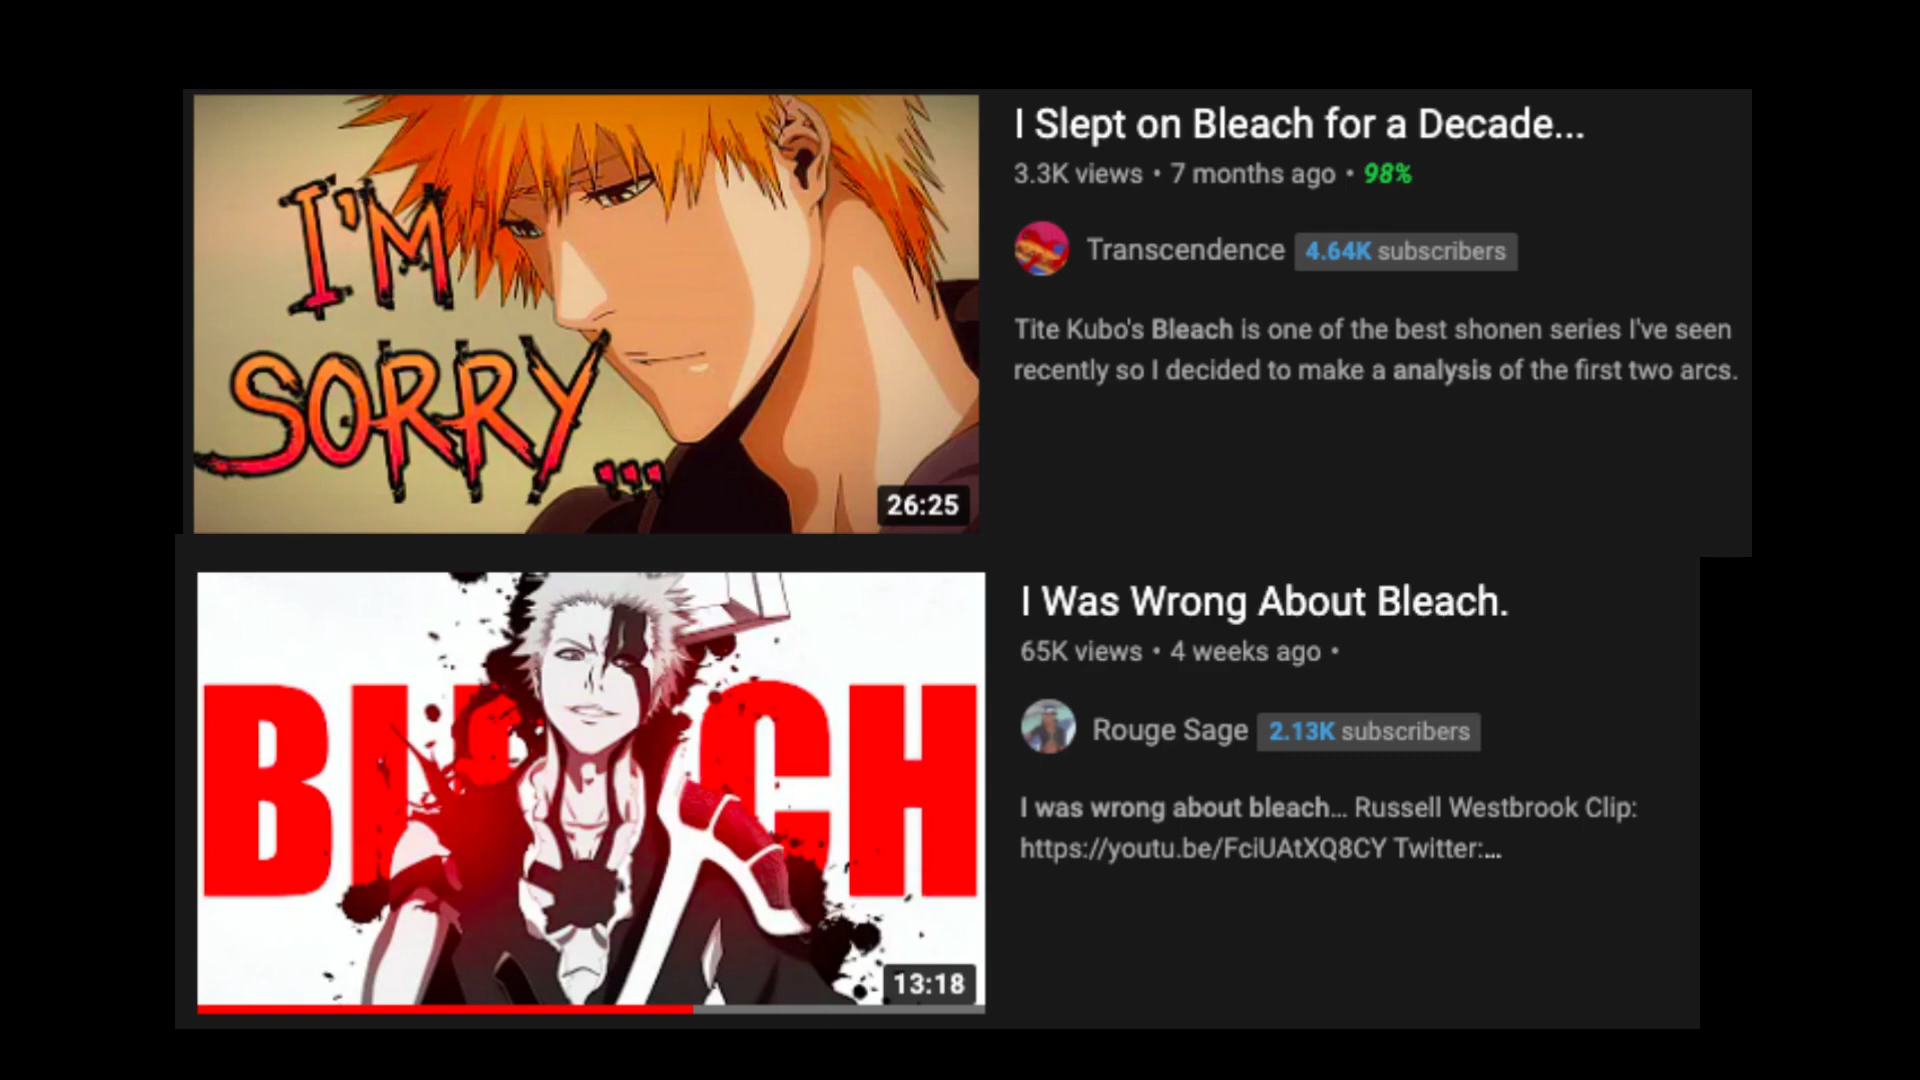 I'M
SORRY...
26:25
I Slept on Bleach for a Decade...
3.3K views • 7 months ago • 98%
Transcendence 4.64K subscribers
Tite Kubo's Bleach is one of the best shonen series I've seen
recently so I decided to make a analysis of the first two arcs.
BLEACH
13:18
I Was Wrong About Bleach.
65K views • 4 weeks ago •
Rouge Sage 2.13K subscribers
I was wrong about bleach... Russell Westbrook Clip:
https://youtu.be/FciUAtXQ8CY Twitter:...